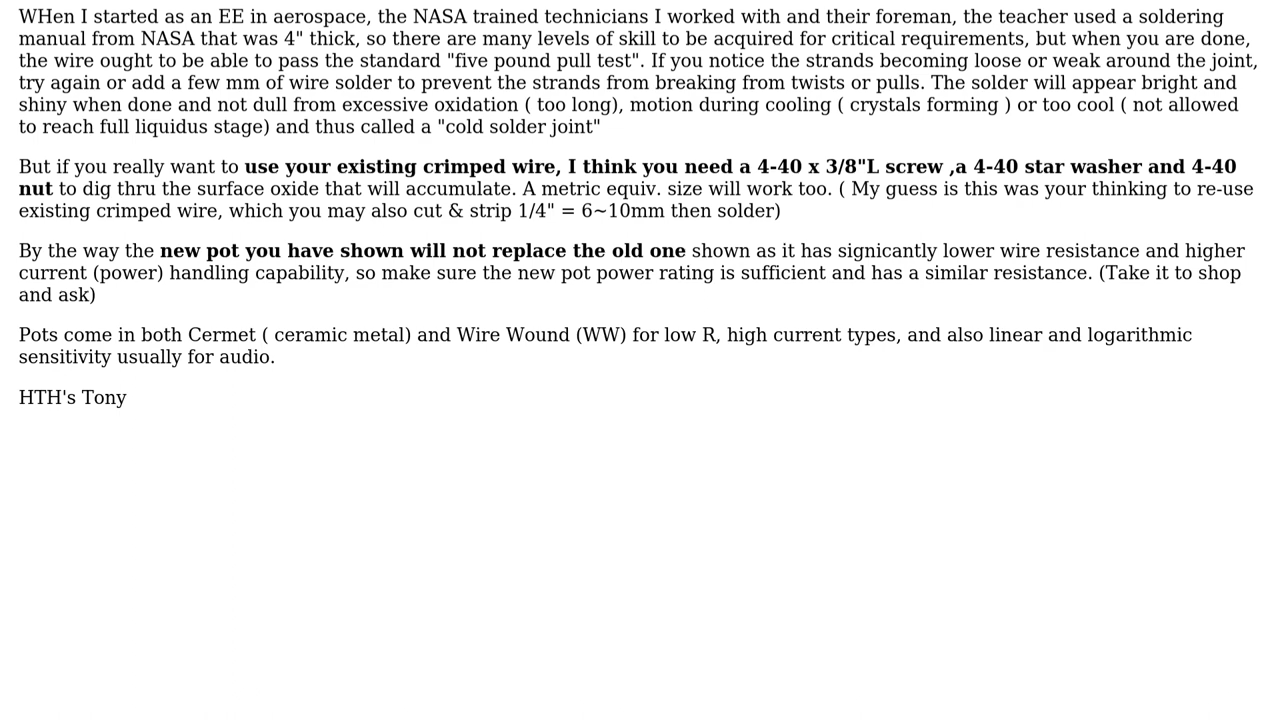 WHen I started as an EE in aerospace, the NASA trained technicians I worked with and their foreman, the teacher used a soldering
manual from NASA that was 4" thick, so there are many levels of skill to be acquired for critical requirements, but when you are done,
the wire ought to be able to pass the standard "five pound pull test". If you notice the strands becoming loose or weak around the joint,
try again or add a few mm of wire solder to prevent the strands from breaking from twists or pulls. The solder will appear bright and
shiny when done and not dull from excessive oxidation ( too long), motion during cooling ( crystals forming ) or too cool ( not allowed
to reach full liquidus stage) and thus called a "cold solder joint"
But if you really want to use your existing crimped wire, I think you need a 4-40 x 3/8"L screw ,a 4-40 star washer and 4-40
nut to dig thru the surface oxide that will accumulate. A metric equiv. size will work too. ( My guess is this was your thinking to re-use
existing crimped wire, which you may also cut & strip 1/4" = 6~10mm then solder)
By the way the new pot you have shown will not replace the old one shown as it has signicantly lower wire resistance and higher
current (power) handling capability, so make sure the new pot power rating is sufficient and has a similar resistance. (Take it to shop
and ask)
Pots come in both Cermet ( ceramic metal) and Wire Wound (WW) for low R, high current types, and also linear and logarithmic
sensitivity usually for audio.
HTH's Tony